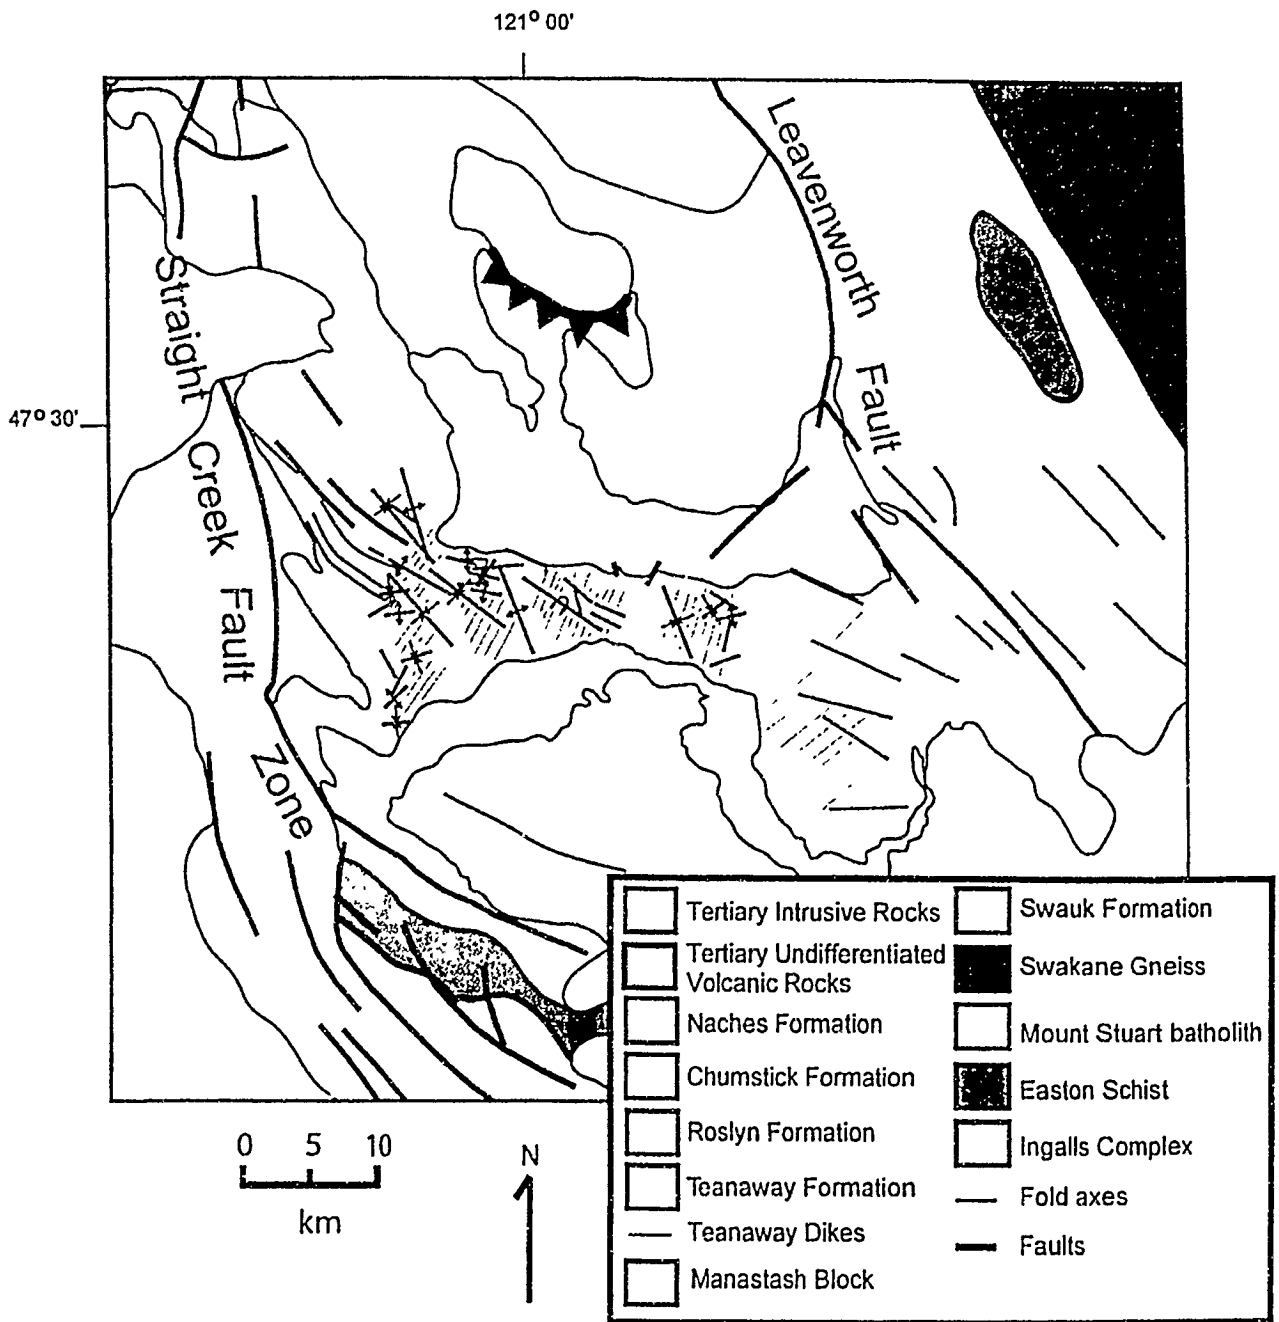 121° 00'
Leavenworth
Fault
Straight
Creek
Fault
Zone
47° 30'
Tertiary Intrusive Rocks
Tertiary Undifferentiated
Volcanic Rocks
Naches Formation
Chumstick Formation
Roslyn Formation
Teanaway Formation
Teanaway Dikes
Manastash Block
Swauk Formation
Swakane Gneiss
Mount Stuart batholith
Easton Schist
Ingalls Complex
Fold axes
Faults
0 5 10
km
N